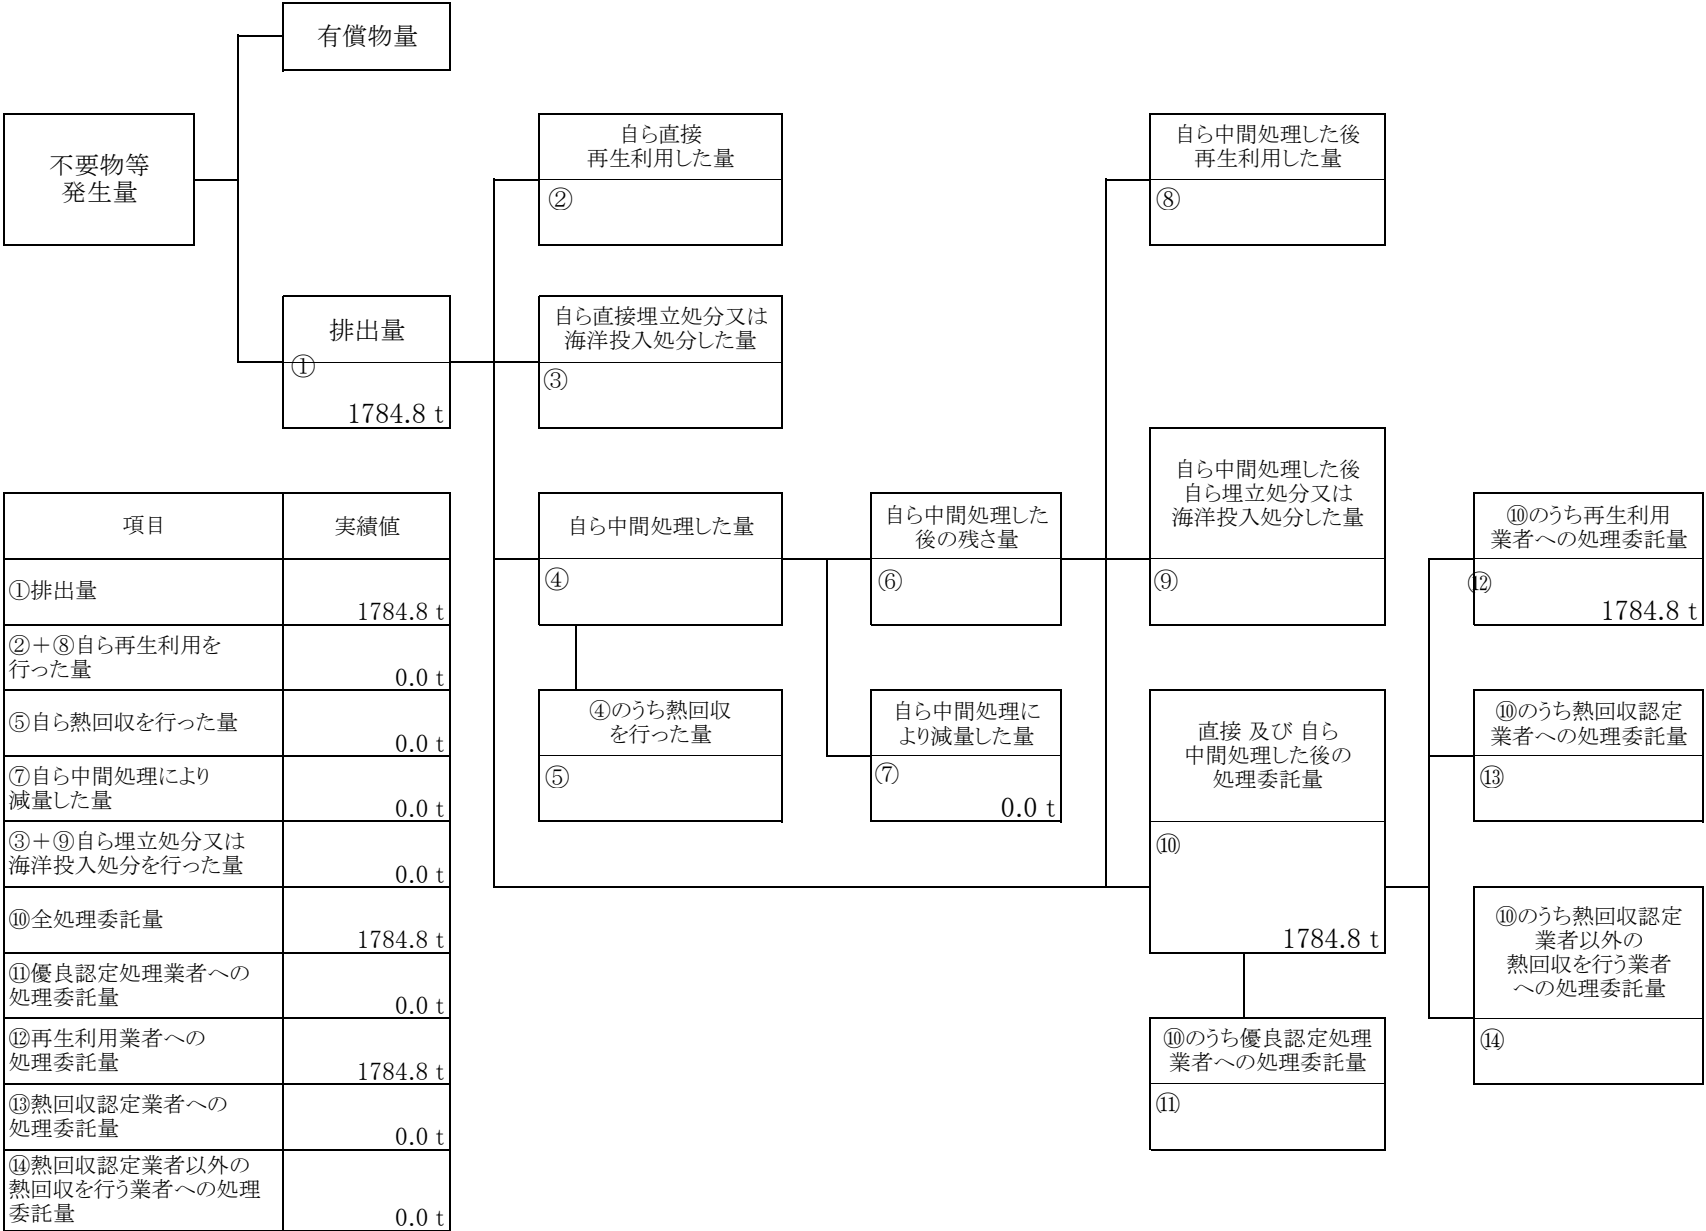 有償物量
不要物等
発生量
自ら直接
再生利用した量
②
自ら中間処理した後
再生利用した量
⑧
排出量
①
1784.8 t
自ら直接埋立処分又は
海洋投入処分した量
③
自ら中間処理した量
④
自ら中間処理した
後の残さ量
⑥
自ら中間処理した後
自ら埋立処分又は
海洋投入処分した量
⑨
⑩のうち再生利用
業者への処理委託量
⑫
1784.8 t
④のうち熱回収
を行った量
⑤
自ら中間処理に
より減量した量
⑦
0.0 t
直接 及び 自ら
中間処理した後の
処理委託量
⑩
1784.8 t
⑩のうち熱回収認定
業者への処理委託量
⑬
⑩のうち熱回収認定
業者以外の
熱回収を行う業者
への処理委託量
⑭
⑩のうち優良認定処理
業者への処理委託量
⑪
項目 実績値
①排出量
1784.8 t
②＋⑧自ら再生利用を
行った量
0.0 t
⑤自ら熱回収を行った量
0.0 t
⑦自ら中間処理により
減量した量
0.0 t
③＋⑨自ら埋立処分又は
海洋投入処分を行った量
0.0 t
⑩全処理委託量
1784.8 t
⑪優良認定処理業者への
処理委託量
0.0 t
⑫再生利用業者への
処理委託量
1784.8 t
⑬熱回収認定業者への
処理委託量
0.0 t
⑭熱回収認定業者以外の
熱回収を行う業者への処理
委託量
0.0 t